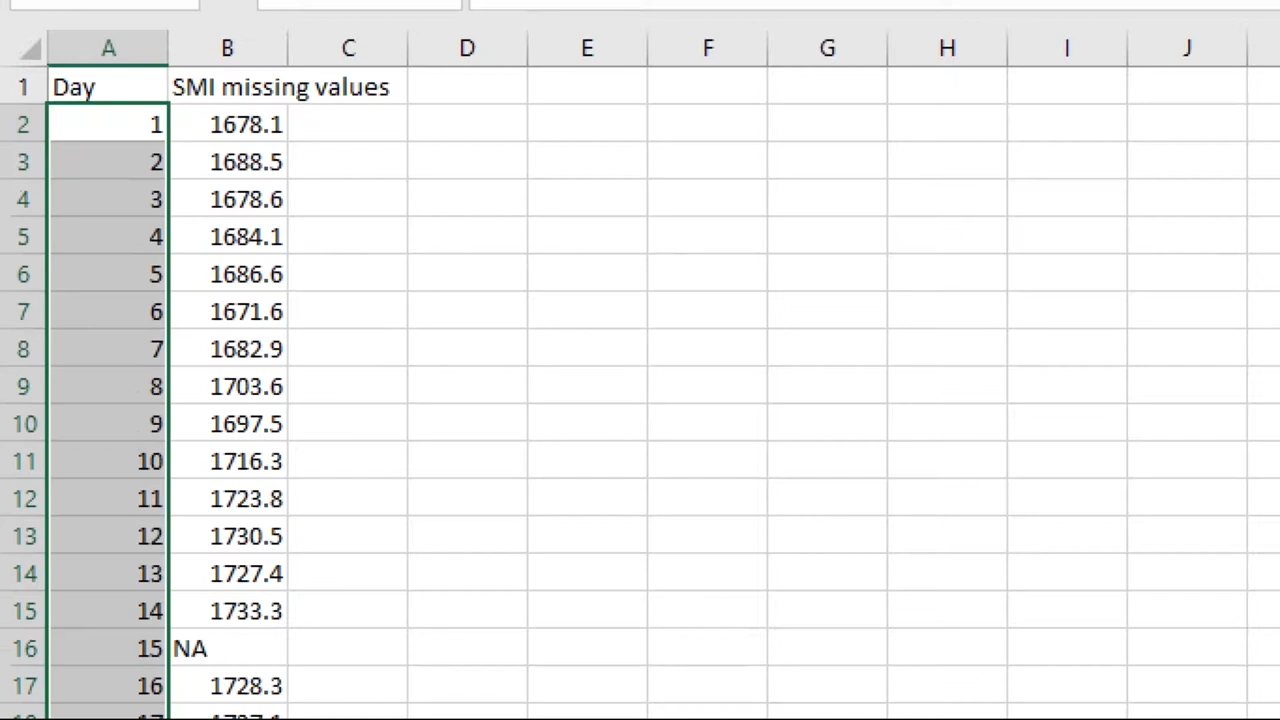 A B C D E F G H I J
1 Day SMI missing values
2 1 1678.1
3 2 1688.5
4 3 1678.6
5 4 1684.1
6 5 1686.6
7 6 1671.6
8 7 1682.9
9 8 1703.6
10 9 1697.5
11 10 1716.3
12 11 1723.8
13 12 1730.5
14 13 1727.4
15 14 1733.3
16 15 NA
17 16 1728.3